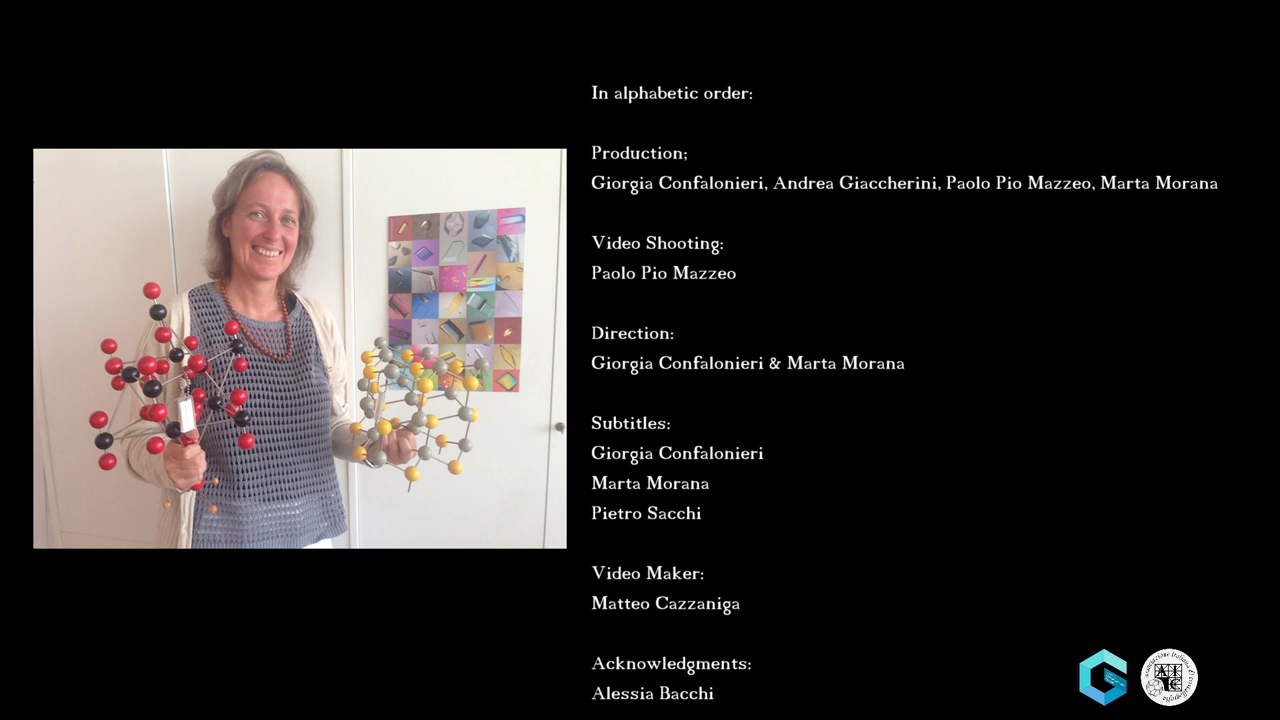 In alphabetic order:
Production;
Giorgia Confalonieri, Andrea Giaccherini, Paolo Pio Mazzeo, Marta Morana
Video Shooting:
Paolo Pio Mazzeo
Direction:
Giorgia Confalonieri & Marta Morana
Subtitles:
Giorgia Confalonieri
Marta Morana
Pietro Sacchi
Video Maker:
Matteo Cazzaniga
Acknowledgments:
Alessia Bacchi